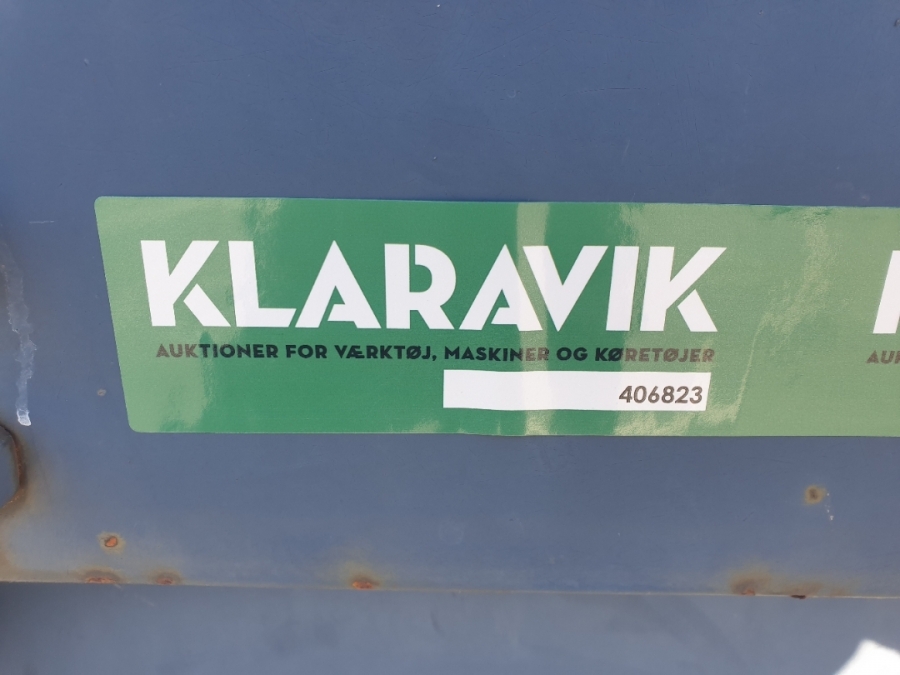 KLARAVIK
AUKTIONER FOR VÆRKTØJ, MASKINER OG KØRETØJER
406823